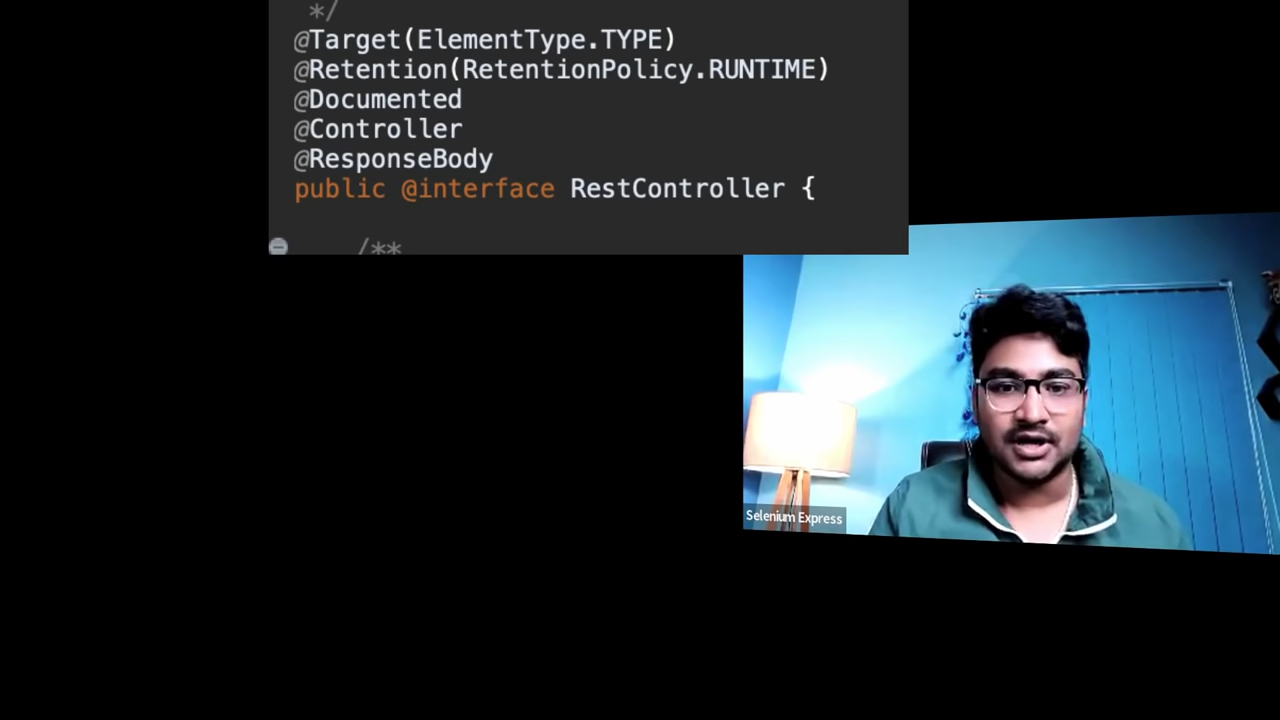 */
@Target(ElementType.TYPE)
@Retention(RetentionPolicy.RUNTIME)
@Documented
@Controller
@ResponseBody
public @interface RestController {
/**
Selenium Express